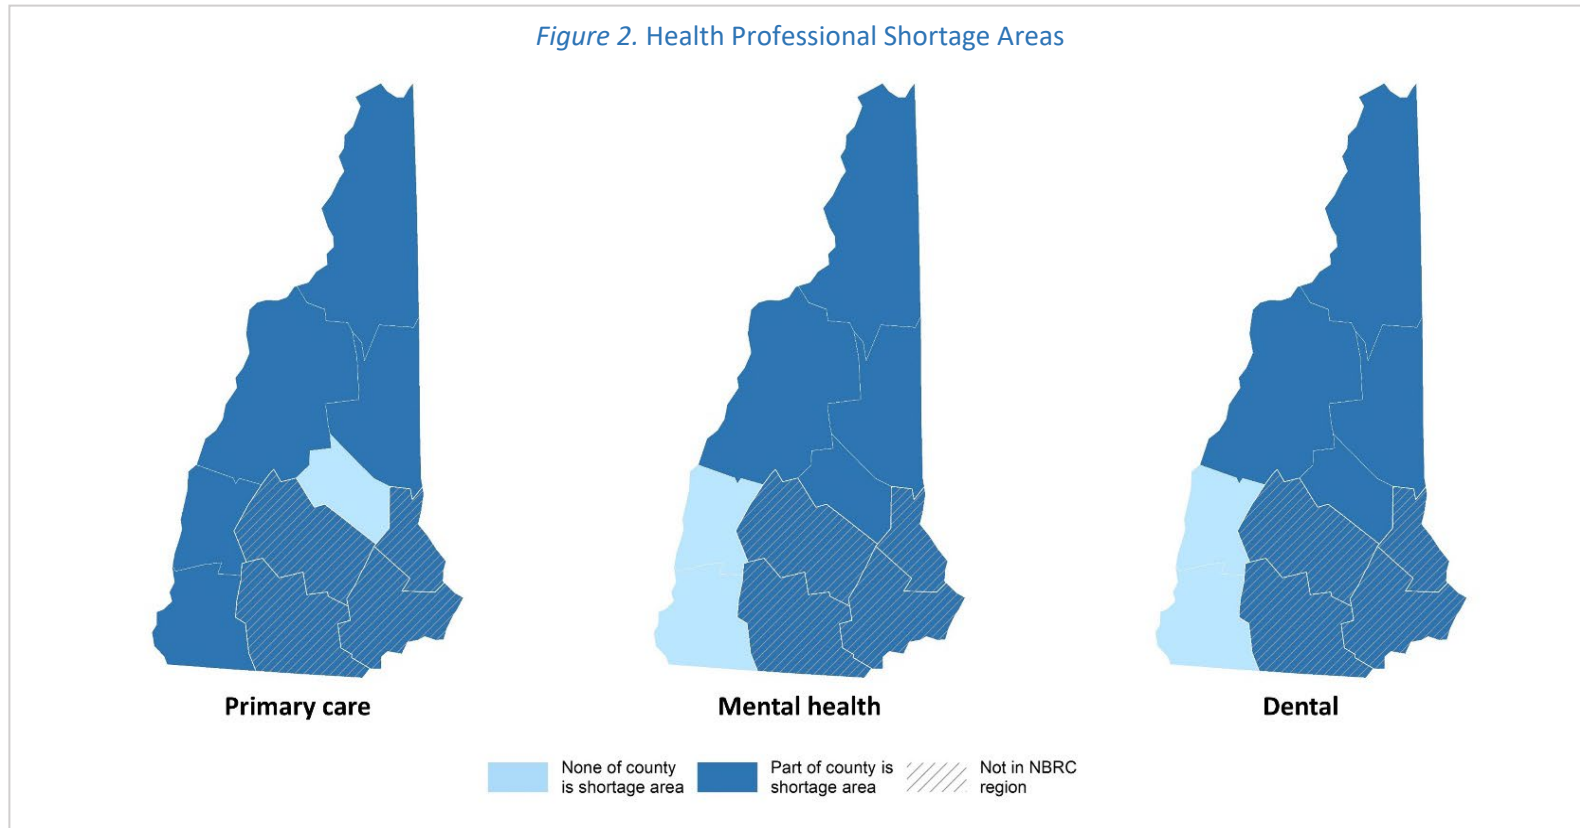 Figure 2. Health Professional Shortage Areas
Primary care
Mental health
Dental
None of county
is shortage area
Part of county is
shortage area
Not in NBRC
region